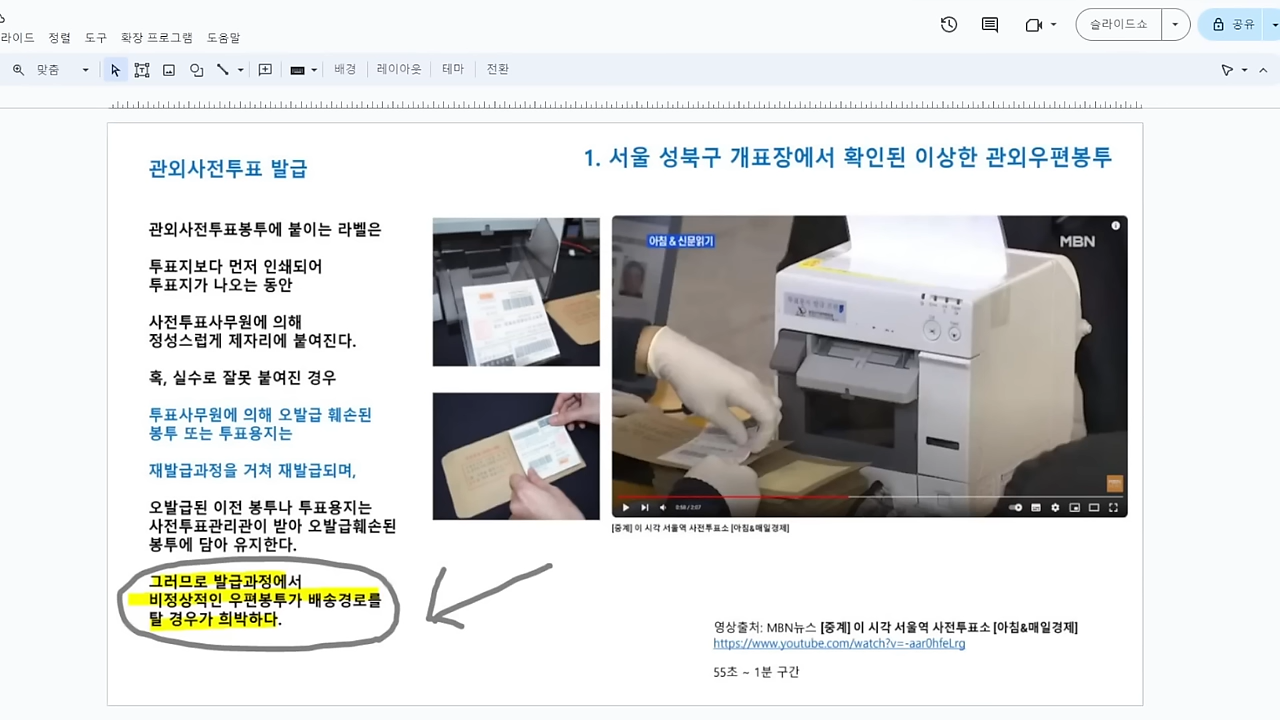 라이드 정렬 도구 확장 프로그램 도움말
슬라이드쇼
공유
맞춤
배경 레이아웃 테마 전환
관외사전투표 발급
1. 서울 성북구 개표장에서 확인된 이상한 관외우편봉투
관외사전투표봉투에 붙이는 라벨은
투표지보다 먼저 인쇄되어
투표지가 나오는 동안
사전투표사무원에 의해
정성스럽게 제자리에 붙여진다.
혹, 실수로 잘못 붙여진 경우
투표사무원에 의해 오발급 훼손된
봉투 또는 투표용지는
재발급과정을 거쳐 재발급되며,
오발급된 이전 봉투나 투표용지는
사전투표관리관이 받아 오발급훼손된
봉투에 담아 유지한다.
그러므로 발급과정에서
비정상적인 우편봉투가 배송경로를
탈 경우가 희박하다.
아침 & 신문읽기
MBN
0:56 / 2:07
[중계] 이 시각 서울역 사전투표소 [아침&매일경제]
영상출처: MBN뉴스 [중계] 이 시각 서울역 사전투표소 [아침&매일경제]
https://www.youtube.com/watch?v=-aar0hfeLrg
55초 ~ 1분 구간